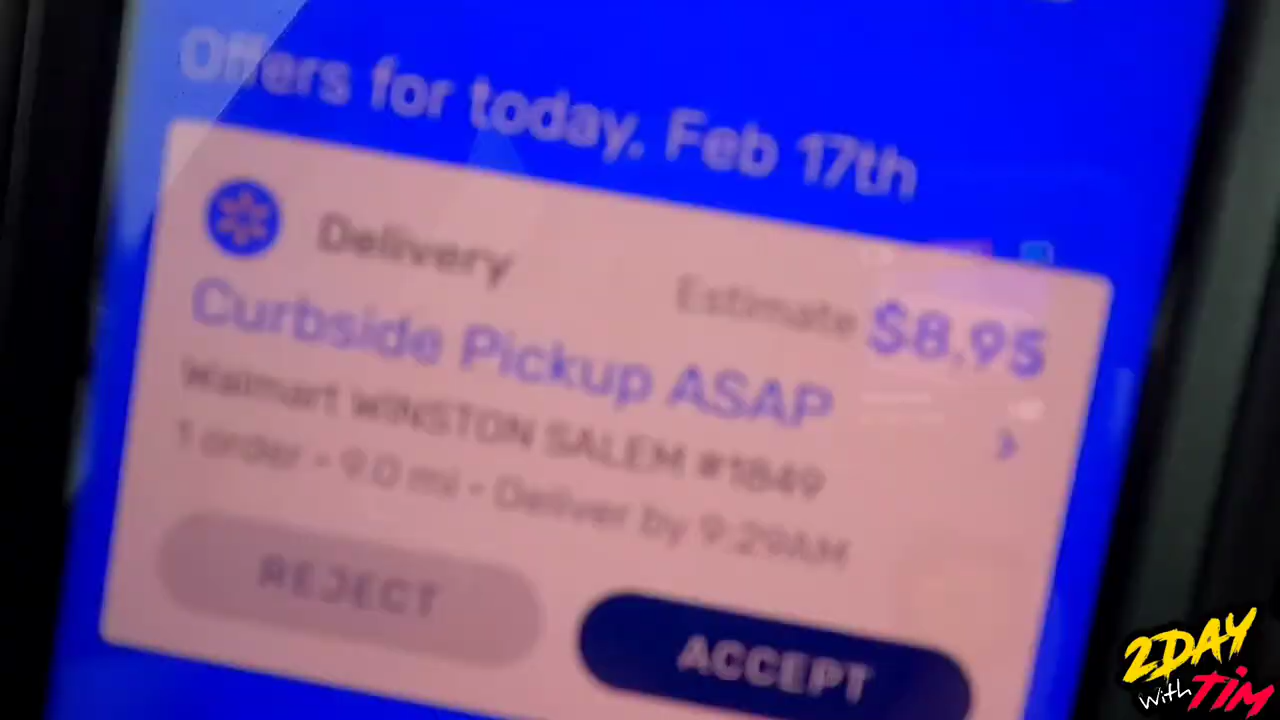 Offers for today, Feb 17th
Delivery
Estimate $8.95
Curbside Pickup ASAP
Walmart WINSTON SALEM #1849
1 order • 9.0 mi • Deliver by 9:29AM
REJECT
ACCEPT
2DAY
with TiM